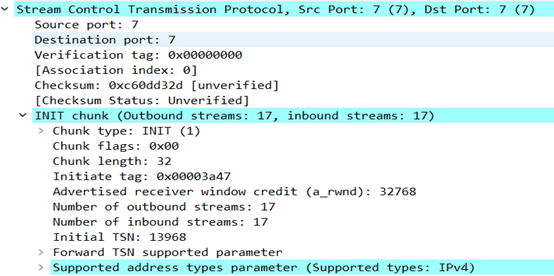 Stream Control Transmission Protocol, Src Port: 7 (7), Dst Port: 7 (7)
Source port: 7
Destination port: 7
Verification tag: 0x00000000
[Association index: 0]
Checksum: 0xc60dd32d [unverified]
[Checksum Status: Unverified]
INIT chunk (Outbound streams: 17, inbound streams: 17)
Chunk type: INIT (1)
Chunk flags: 0x00
Chunk length: 32
Initiate tag: 0x00003a47
Advertised receiver window credit (a_rwnd): 32768
Number of outbound streams: 17
Number of inbound streams: 17
Initial TSN: 13968
Forward TSN supported parameter
Supported address types parameter (Supported types: IPv4)